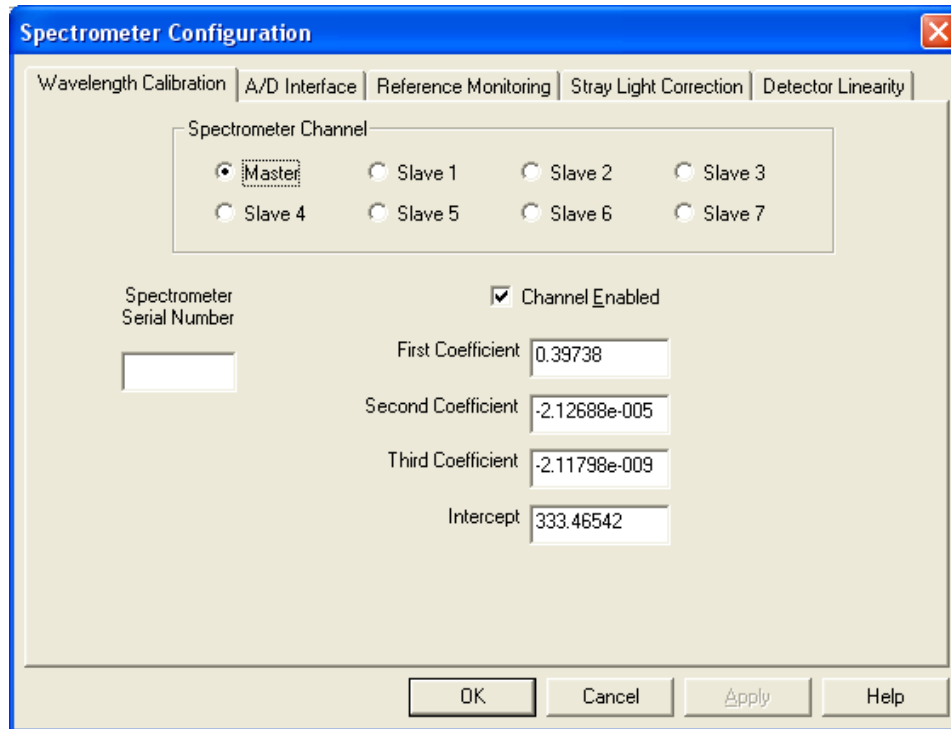 Spectrometer Configuration
Wavelength Calibration A/D Interface Reference Monitoring Stray Light Correction Detector Linearity
Spectrometer Channel
Master Slave 1 Slave 2 Slave 3
Slave 4 Slave 5 Slave 6 Slave 7
Spectrometer
Serial Number
Channel Enabled
First Coefficient 0.39738
Second Coefficient -2.12688e-005
Third Coefficient -2.11798e-009
Intercept 333.46542
OK Cancel Apply Help